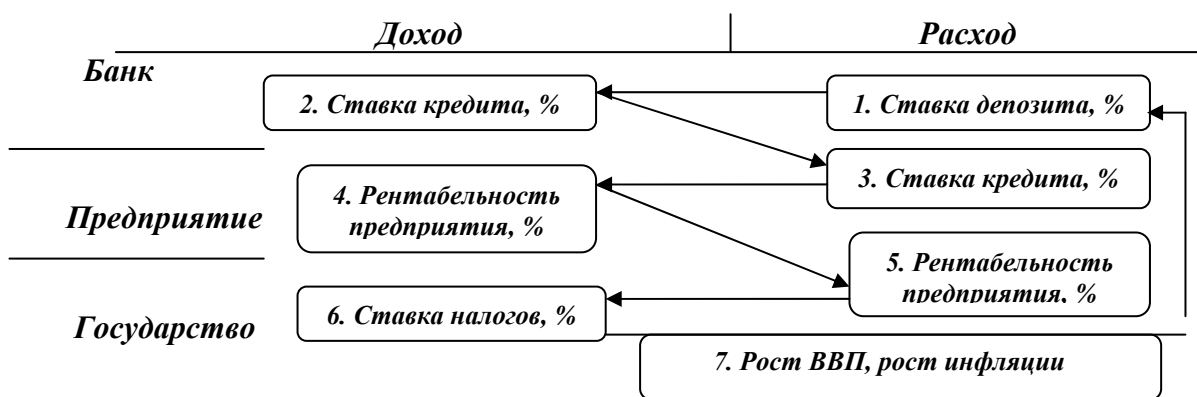 Доход
Расход
Банк
2. Ставка кредита, %
1. Ставка депозита, %
3. Ставка кредита, %
Предприятие
4. Рентабельность
предприятия, %
5. Рентабельность
предприятия, %
Государство
6. Ставка налогов, %
7. Рост ВВП, рост инфляции